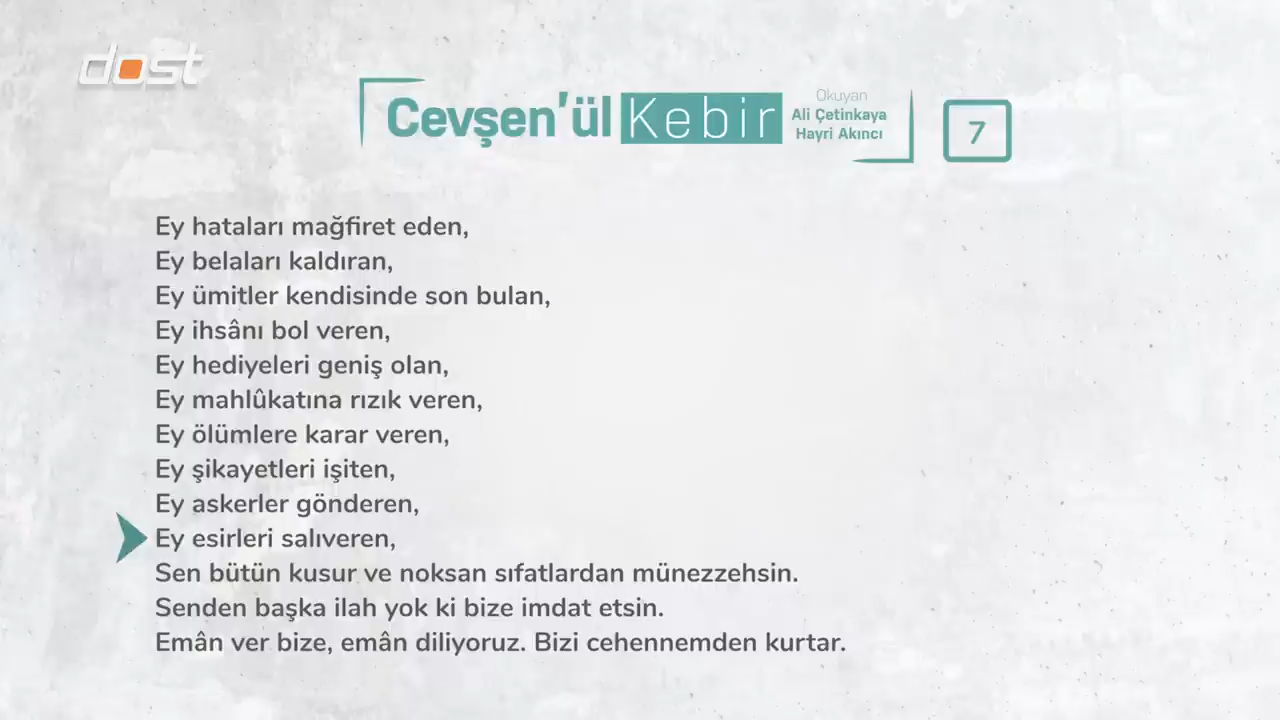 dost
Cevşen'ül Kebir
Okuyan
Ali Çetinkaya
Hayri Akıncı
7
Ey hataları mağfiret eden,
Ey belaları kaldıran,
Ey ümitler kendisinde son bulan,
Ey ihsânı bol veren,
Ey hediyeleri geniş olan,
Ey mahlûkatına rızık veren,
Ey ölümlere karar veren,
Ey şikayetleri işiten,
Ey askerler gönderen,
Ey esirleri salıveren,
Sen bütün kusur ve noksan sıfatlardan münezzehsin.
Senden başka ilah yok ki bize imdat etsin.
Emân ver bize, emân diliyoruz. Bizi cehennemden kurtar.